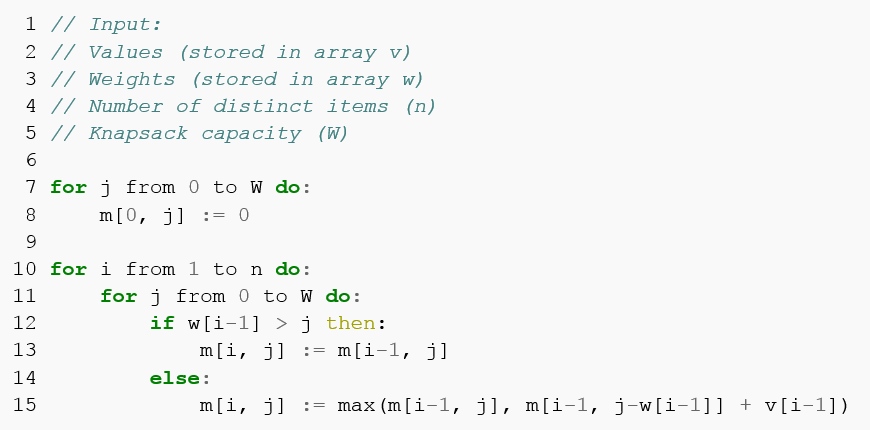 1 // Input:
2 // Values (stored in array v)
3 // Weights (stored in array w)
4 // Number of distinct items (n)
5 // Knapsack capacity (W)
6
7 for j from 0 to W do:
8     m[0, j] := 0
9
10 for i from 1 to n do:
11     for j from 0 to W do:
12         if w[i-1] > j then:
13             m[i, j] := m[i-1, j]
14         else:
15             m[i, j] := max(m[i-1, j], m[i-1, j-w[i-1]] + v[i-1])